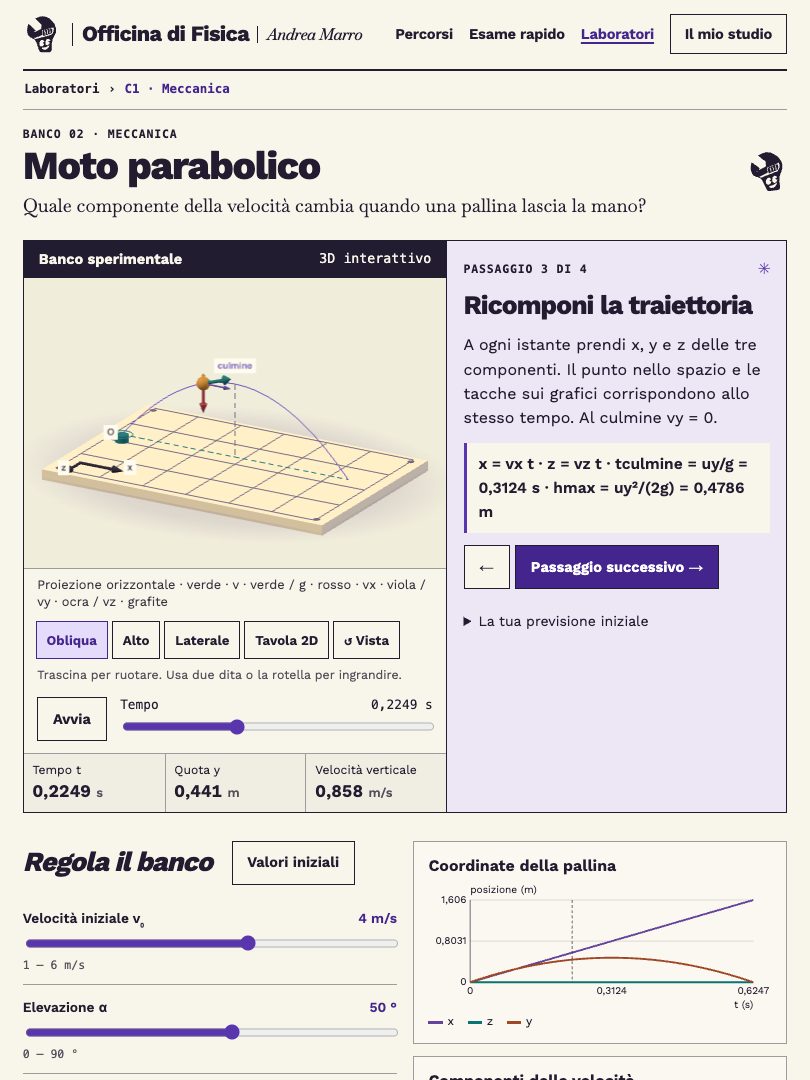 Officina di Fisica
Andrea Marro
Percorsi
Esame rapido
Laboratori
Il mio studio
Laboratori › C1 · Meccanica
BANCO 02 · MECCANICA
Moto parabolico
Quale componente della velocità cambia quando una pallina lascia la mano?
Banco sperimentale
3D interattivo
culmine
O
z
x
Proiezione orizzontale · verde · v · verde / g · rosso · vx · viola /
vy · ocra / vz · grafite
Obliqua
Alto
Laterale
Tavola 2D
↺ Vista
Trascina per ruotare. Usa due dita o la rotella per ingrandire.
Avvia
Tempo
0,2249 s
Tempo t
0,2249 s
Quota y
0,441 m
Velocità verticale
0,858 m/s
PASSAGGIO 3 DI 4
Ricomponi la traiettoria
A ogni istante prendi x, y e z delle tre
componenti. Il punto nello spazio e le
tacche sui grafici corrispondono allo
stesso tempo. Al culmine vy = 0.
x = vx t · z = vz t · tculmine = uy/g =
0,3124 s · hmax = uy²/(2g) = 0,4786
m
←
Passaggio successivo →
▶ La tua previsione iniziale
Regola il banco
Valori iniziali
Velocità iniziale v₀
4 m/s
1 — 6 m/s
Elevazione α
50 °
0 — 90 °
Coordinate della pallina
posizione (m)
1,606
0,8031
0
0
0,3124
0,6247
t (s)
x
z
y
Componenti della velocità